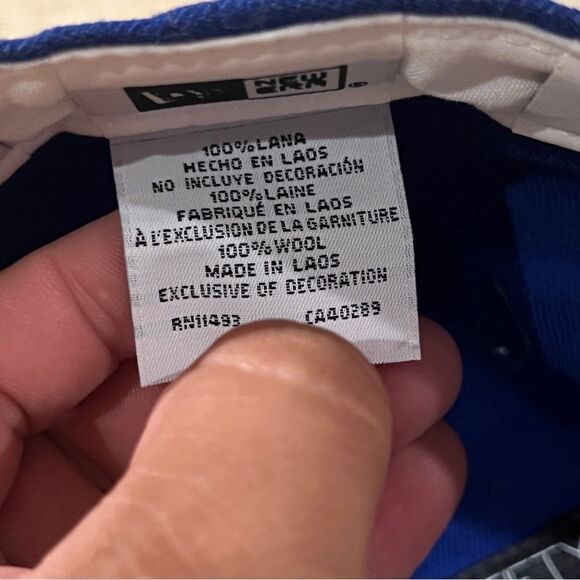 NEW ERA®
100%LANA
HECHO EN LAOS
NO INCLUYE DECORACIÓN
100%LAINE
FABRIQUÉ EN LAOS
À L'EXCLUSION DE LA GARNITURE
100%WOOL
MADE IN LAOS
EXCLUSIVE OF DECORATION
RN11493 CA40289